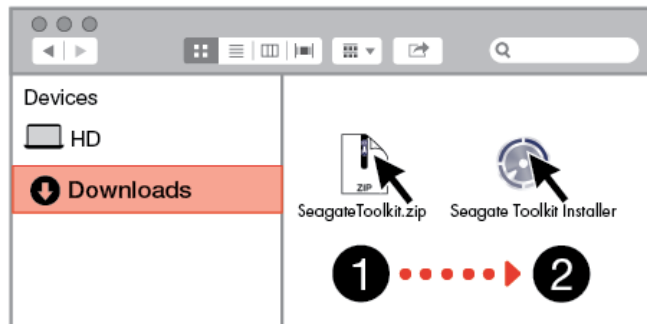 Devices
HD
Downloads
ZIP
SeagateToolkit.zip
Seagate Toolkit Installer
1
2